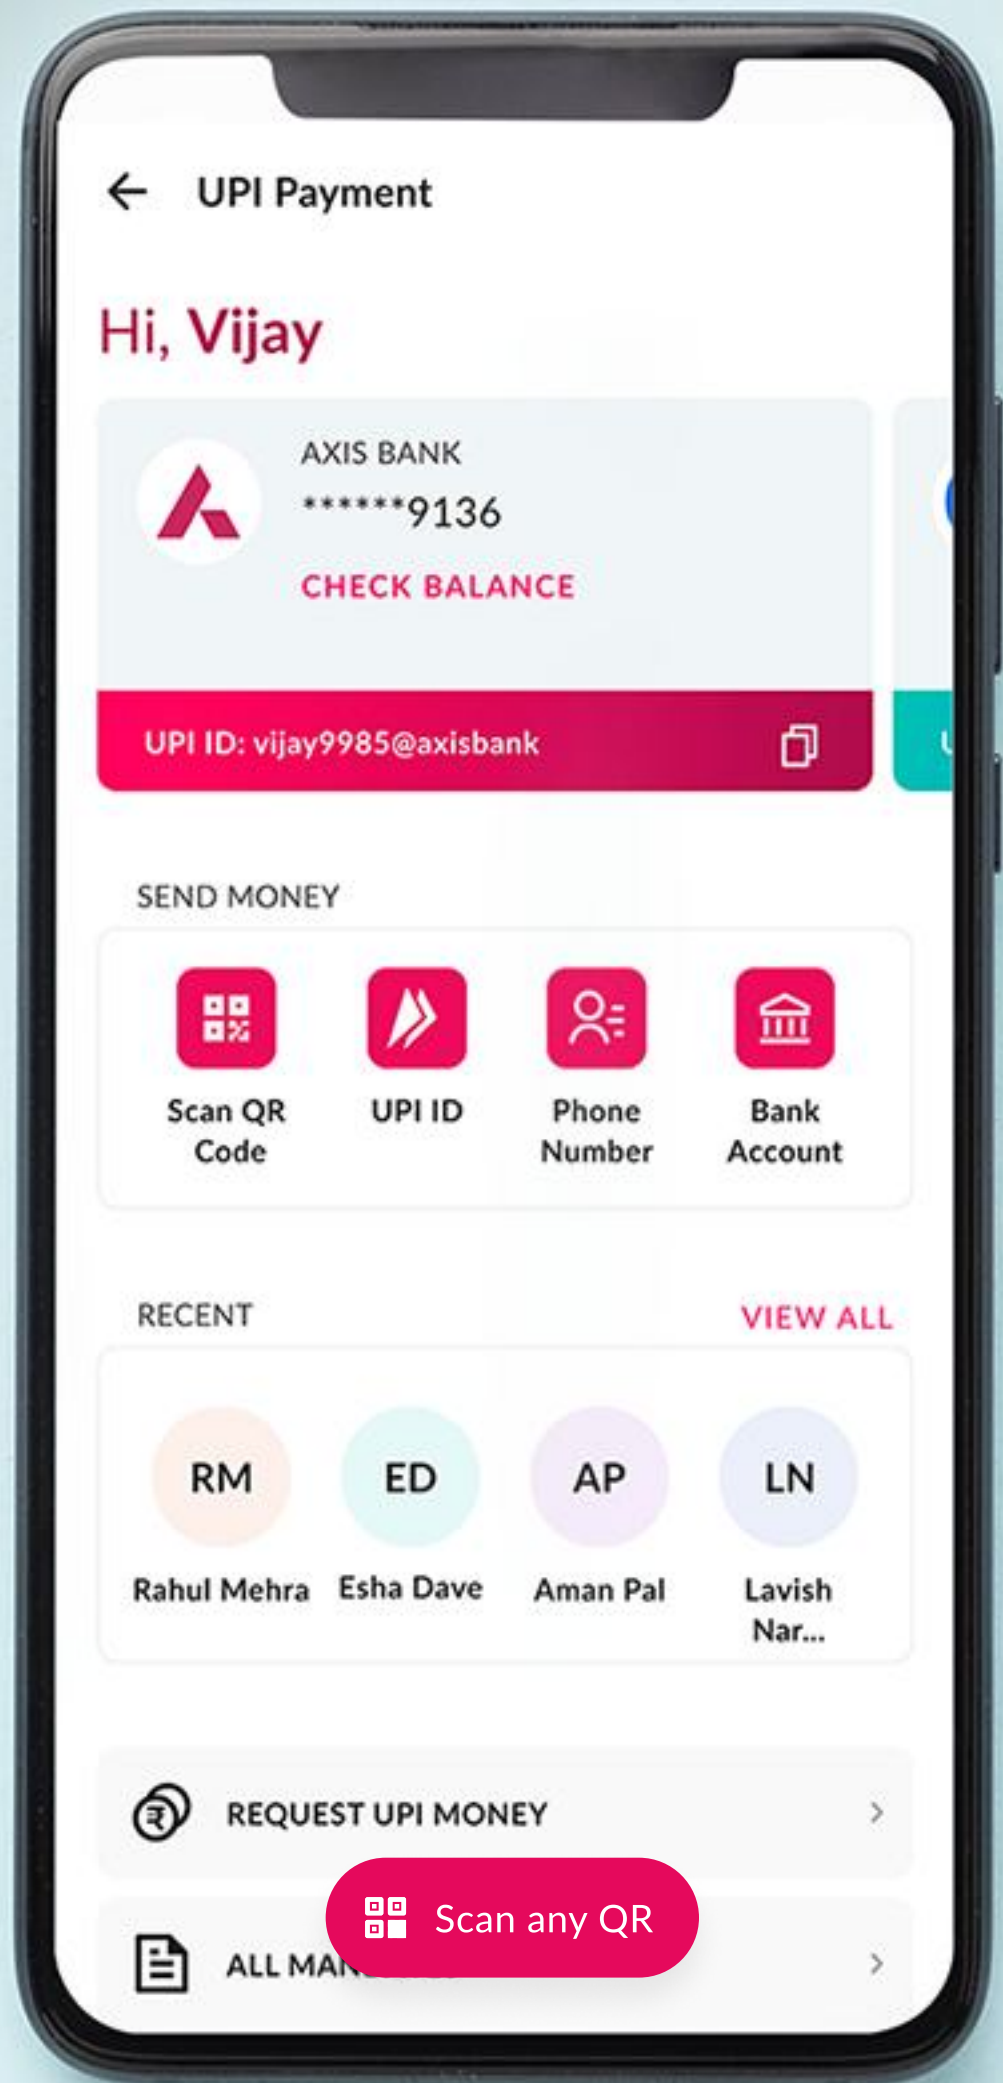 UPI Payment
Hi, Vijay
AXIS BANK
******9136
CHECK BALANCE
UPI ID: vijay9985@axisbank
SEND MONEY
Scan QR
Code
UPI ID
Phone
Number
Bank
Account
RECENT
VIEW ALL
RM
ED
AP
LN
Rahul Mehra
Esha Dave
Aman Pal
Lavish
Nar...
REQUEST UPI MONEY
Scan any QR
ALL